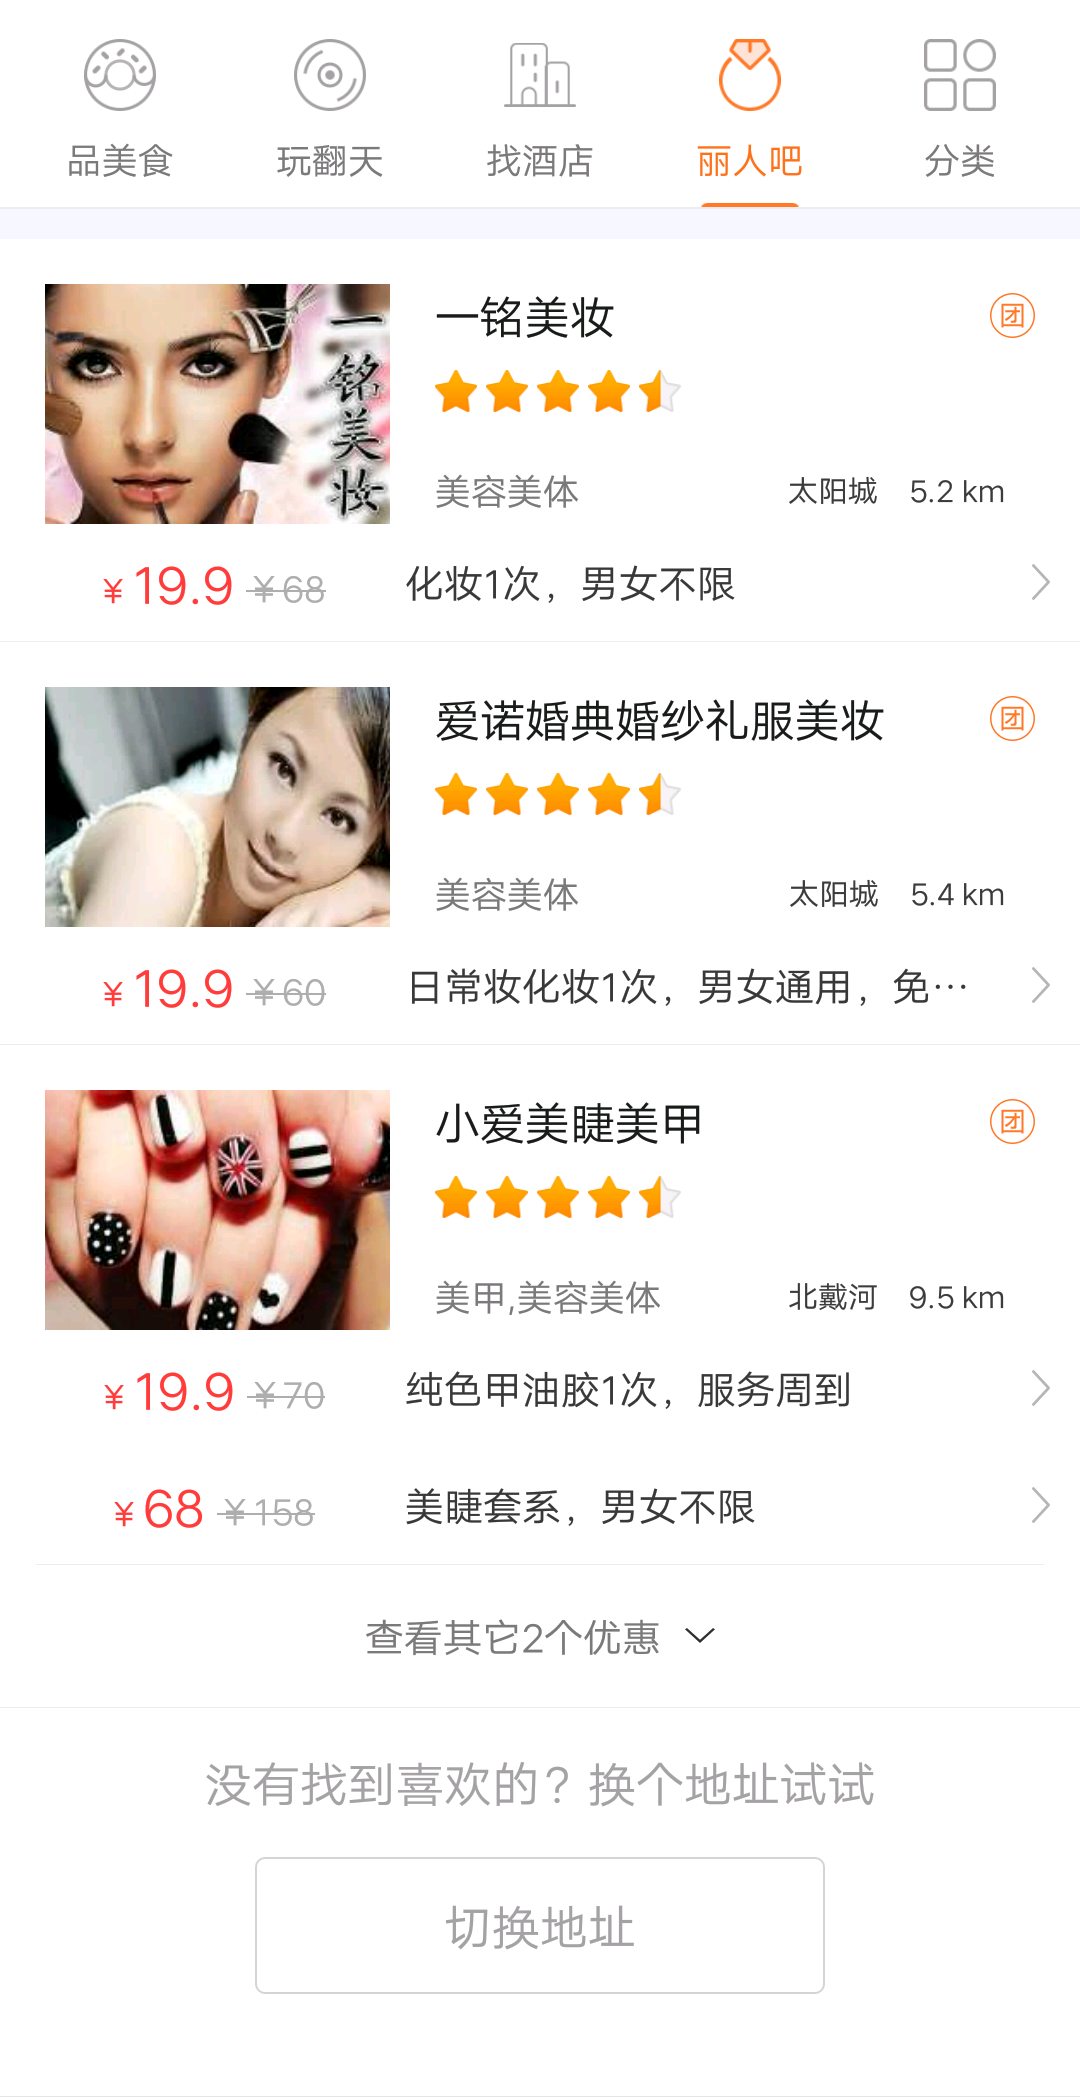 品美食
玩翻天
找酒店
丽人吧
分类
一铭美妆
一铭美妆
团
美容美体
太阳城 5.2 km
¥ 19.9 ¥68 化妆1次，男女不限
爱诺婚典婚纱礼服美妆
团
美容美体
太阳城 5.4 km
¥ 19.9 ¥60 日常妆化妆1次，男女通用，免…
小爱美睫美甲
团
美甲,美容美体
北戴河 9.5 km
¥ 19.9 ¥70 纯色甲油胶1次，服务周到
¥ 68 ¥158 美睫套系，男女不限
查看其它2个优惠
没有找到喜欢的？换个地址试试
切换地址